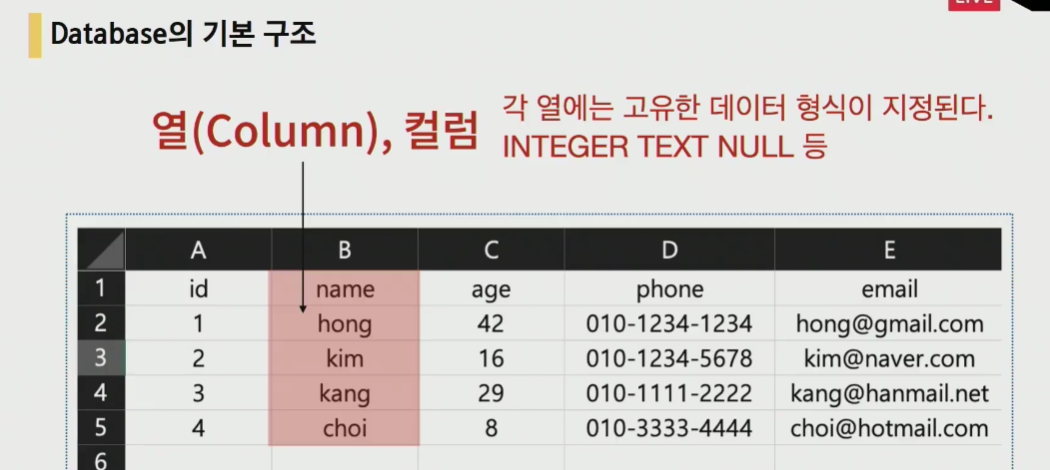 LIVE
Database의 기본 구조
열(Column), 컬럼
각 열에는 고유한 데이터 형식이 지정된다.
INTEGER TEXT NULL 등
A B C D E
1 id name age phone email
2 1 hong 42 010-1234-1234 hong@gmail.com
3 2 kim 16 010-1234-5678 kim@naver.com
4 3 kang 29 010-1111-2222 kang@hanmail.net
5 4 choi 8 010-3333-4444 choi@hotmail.com
6